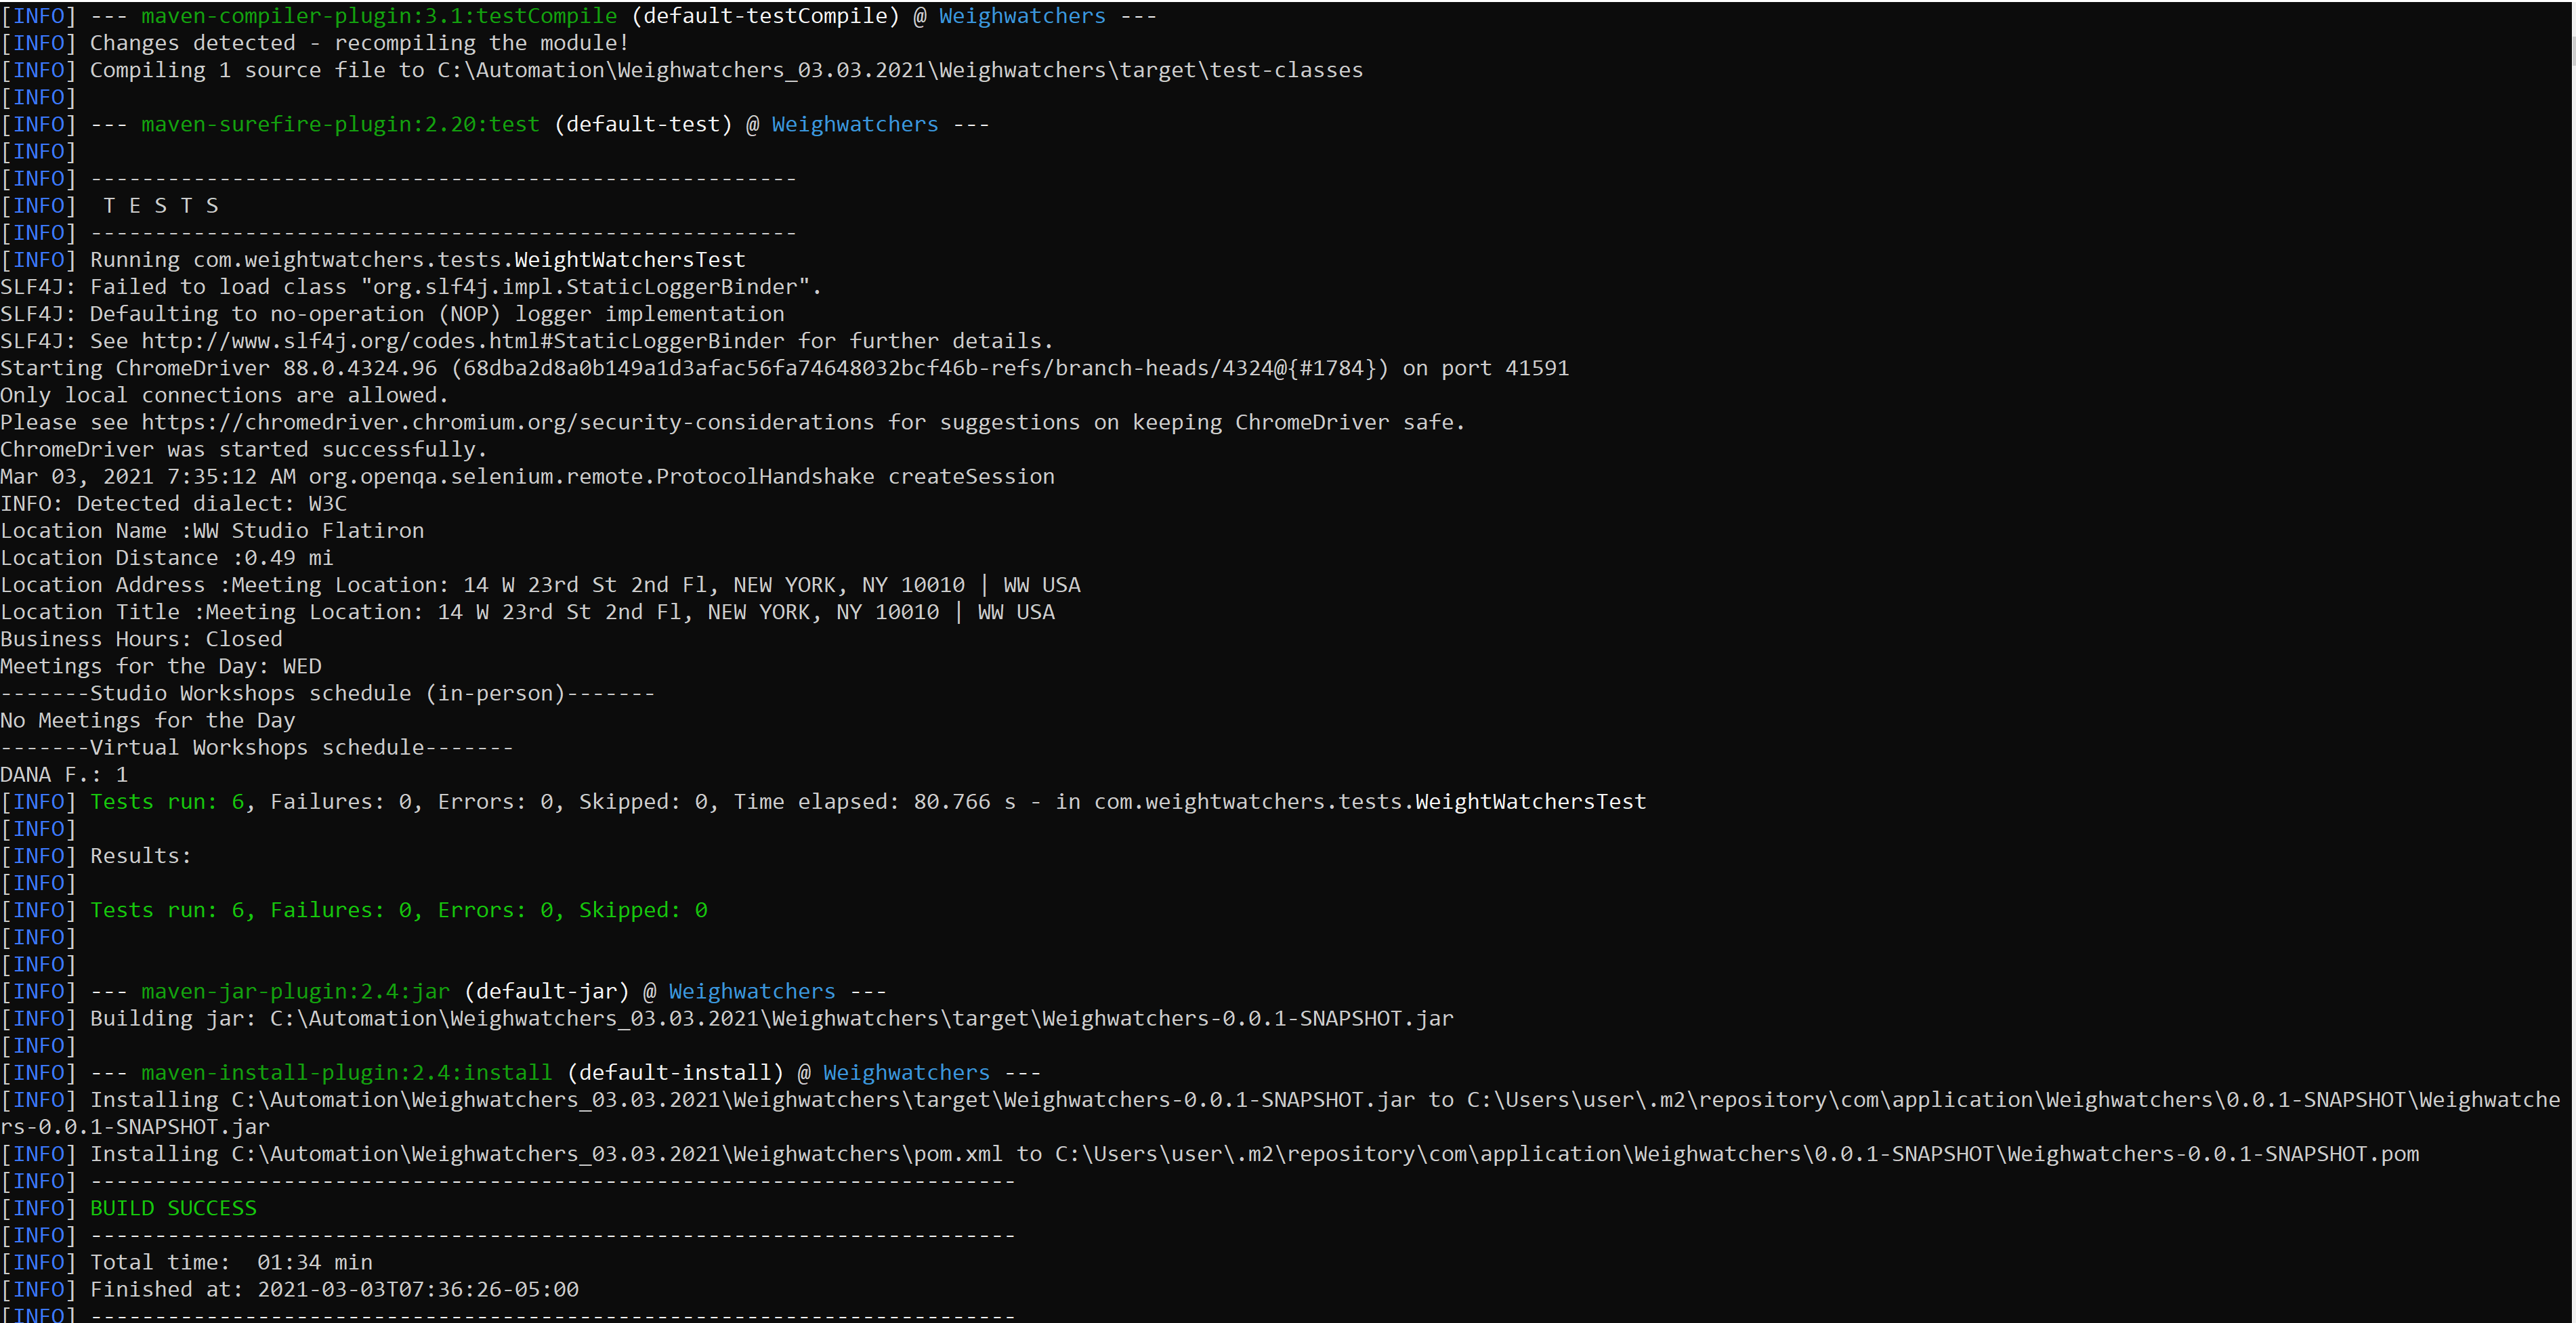 [INFO] --- maven-compiler-plugin:3.1:testCompile (default-testCompile) @ Weighwatchers ---
[INFO] Changes detected - recompiling the module!
[INFO] Compiling 1 source file to C:\Automation\Weighwatchers_03.03.2021\Weighwatchers\target\test-classes
[INFO]
[INFO] --- maven-surefire-plugin:2.20:test (default-test) @ Weighwatchers ---
[INFO]
[INFO] -------------------------------------------------------
[INFO]  T E S T S
[INFO] -------------------------------------------------------
[INFO] Running com.weightwatchers.tests.WeightWatchersTest
SLF4J: Failed to load class "org.slf4j.impl.StaticLoggerBinder".
SLF4J: Defaulting to no-operation (NOP) logger implementation
SLF4J: See http://www.slf4j.org/codes.html#StaticLoggerBinder for further details.
Starting ChromeDriver 88.0.4324.96 (68dba2d8a0b149a1d3afac56fa74648032bcf46b-refs/branch-heads/4324@{#1784}) on port 41591
Only local connections are allowed.
Please see https://chromedriver.chromium.org/security-considerations for suggestions on keeping ChromeDriver safe.
ChromeDriver was started successfully.
Mar 03, 2021 7:35:12 AM org.openqa.selenium.remote.ProtocolHandshake createSession
INFO: Detected dialect: W3C
Location Name :WW Studio Flatiron
Location Distance :0.49 mi
Location Address :Meeting Location: 14 W 23rd St 2nd Fl, NEW YORK, NY 10010 | WW USA
Location Title :Meeting Location: 14 W 23rd St 2nd Fl, NEW YORK, NY 10010 | WW USA
Business Hours: Closed
Meetings for the Day: WED
-------Studio Workshops schedule (in-person)-------
No Meetings for the Day
-------Virtual Workshops schedule-------
DANA F.: 1
[INFO] Tests run: 6, Failures: 0, Errors: 0, Skipped: 0, Time elapsed: 80.766 s - in com.weightwatchers.tests.WeightWatchersTest
[INFO]
[INFO] Results:
[INFO]
[INFO] Tests run: 6, Failures: 0, Errors: 0, Skipped: 0
[INFO]
[INFO]
[INFO] --- maven-jar-plugin:2.4:jar (default-jar) @ Weighwatchers ---
[INFO] Building jar: C:\Automation\Weighwatchers_03.03.2021\Weighwatchers\target\Weighwatchers-0.0.1-SNAPSHOT.jar
[INFO]
[INFO] --- maven-install-plugin:2.4:install (default-install) @ Weighwatchers ---
[INFO] Installing C:\Automation\Weighwatchers_03.03.2021\Weighwatchers\target\Weighwatchers-0.0.1-SNAPSHOT.jar to C:\Users\user\.m2\repository\com\application\Weighwatchers\0.0.1-SNAPSHOT\Weighwatche
rs-0.0.1-SNAPSHOT.jar
[INFO] Installing C:\Automation\Weighwatchers_03.03.2021\Weighwatchers\pom.xml to C:\Users\user\.m2\repository\com\application\Weighwatchers\0.0.1-SNAPSHOT\Weighwatchers-0.0.1-SNAPSHOT.pom
[INFO] ------------------------------------------------------------------------
[INFO] BUILD SUCCESS
[INFO] ------------------------------------------------------------------------
[INFO] Total time:  01:34 min
[INFO] Finished at: 2021-03-03T07:36:26-05:00
[INFO] ------------------------------------------------------------------------